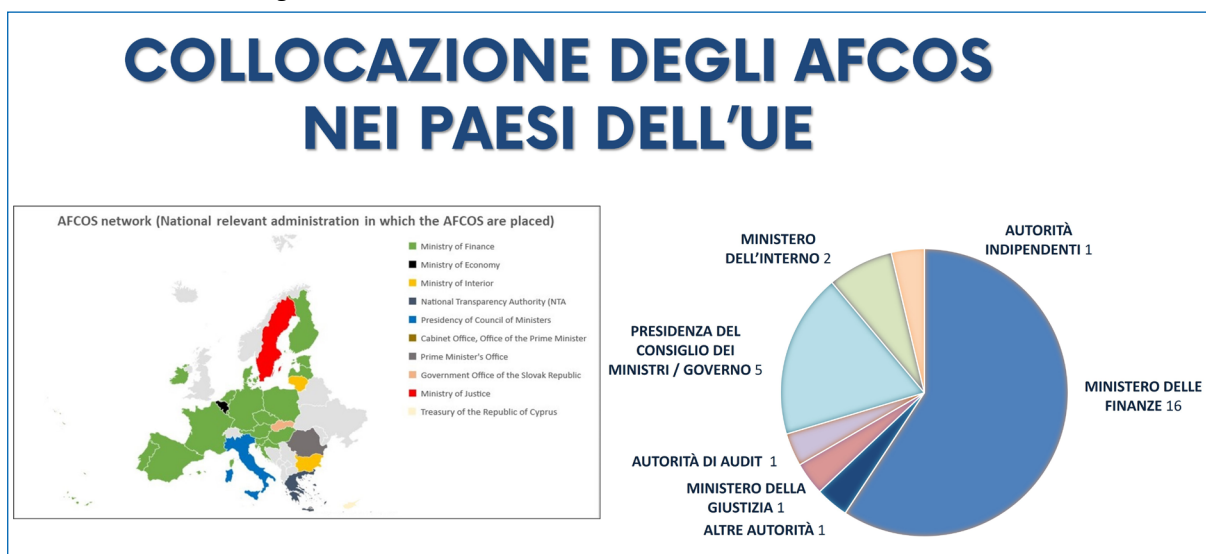 COLLOCAZIONE DEGLI AFCOS
NEI PAESI DELL'UE
AFCOS network (National relevant administration in which the AFCOS are placed)
Ministry of Finance
Ministry of Economy
Ministry of Interior
National Transparency Authority (NTA
Presidency of Council of Ministers
Cabinet Office, Office of the Prime Minister
Prime Minister's Office
Government Office of the Slovak Republic
Ministry of Justice
Treasury of the Republic of Cyprus
AUTORITÀ
INDIPENDENTI 1
MINISTERO
DELL'INTERNO 2
PRESIDENZA DEL
CONSIGLIO DEI
MINISTRI / GOVERNO 5
MINISTERO DELLE
FINANZE 16
AUTORITÀ DI AUDIT 1
MINISTERO DELLA
GIUSTIZIA 1
ALTRE AUTORITÀ 1